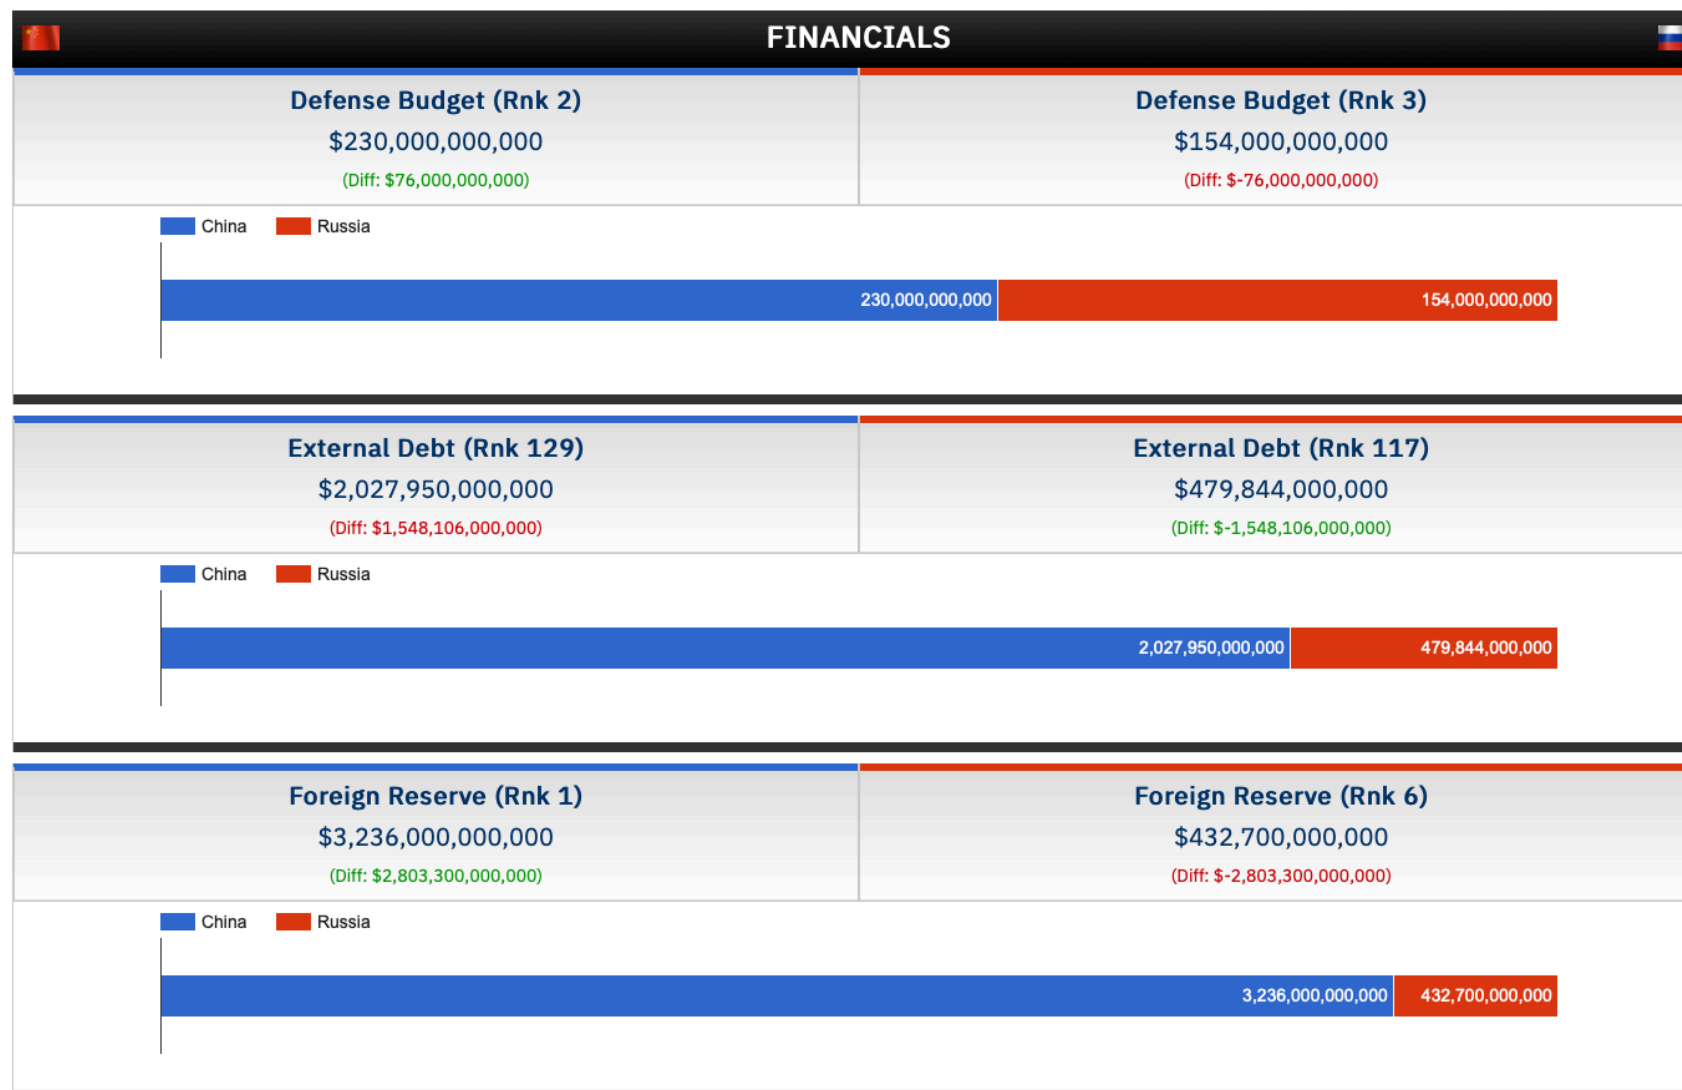 FINANCIALS
Defense Budget (Rnk 2)
$230,000,000,000
(Diff: $76,000,000,000)
Defense Budget (Rnk 3)
$154,000,000,000
(Diff: $-76,000,000,000)
China Russia
230,000,000,000 154,000,000,000
External Debt (Rnk 129)
$2,027,950,000,000
(Diff: $1,548,106,000,000)
External Debt (Rnk 117)
$479,844,000,000
(Diff: $-1,548,106,000,000)
China Russia
2,027,950,000,000 479,844,000,000
Foreign Reserve (Rnk 1)
$3,236,000,000,000
(Diff: $2,803,300,000,000)
Foreign Reserve (Rnk 6)
$432,700,000,000
(Diff: $-2,803,300,000,000)
China Russia
3,236,000,000,000 432,700,000,000